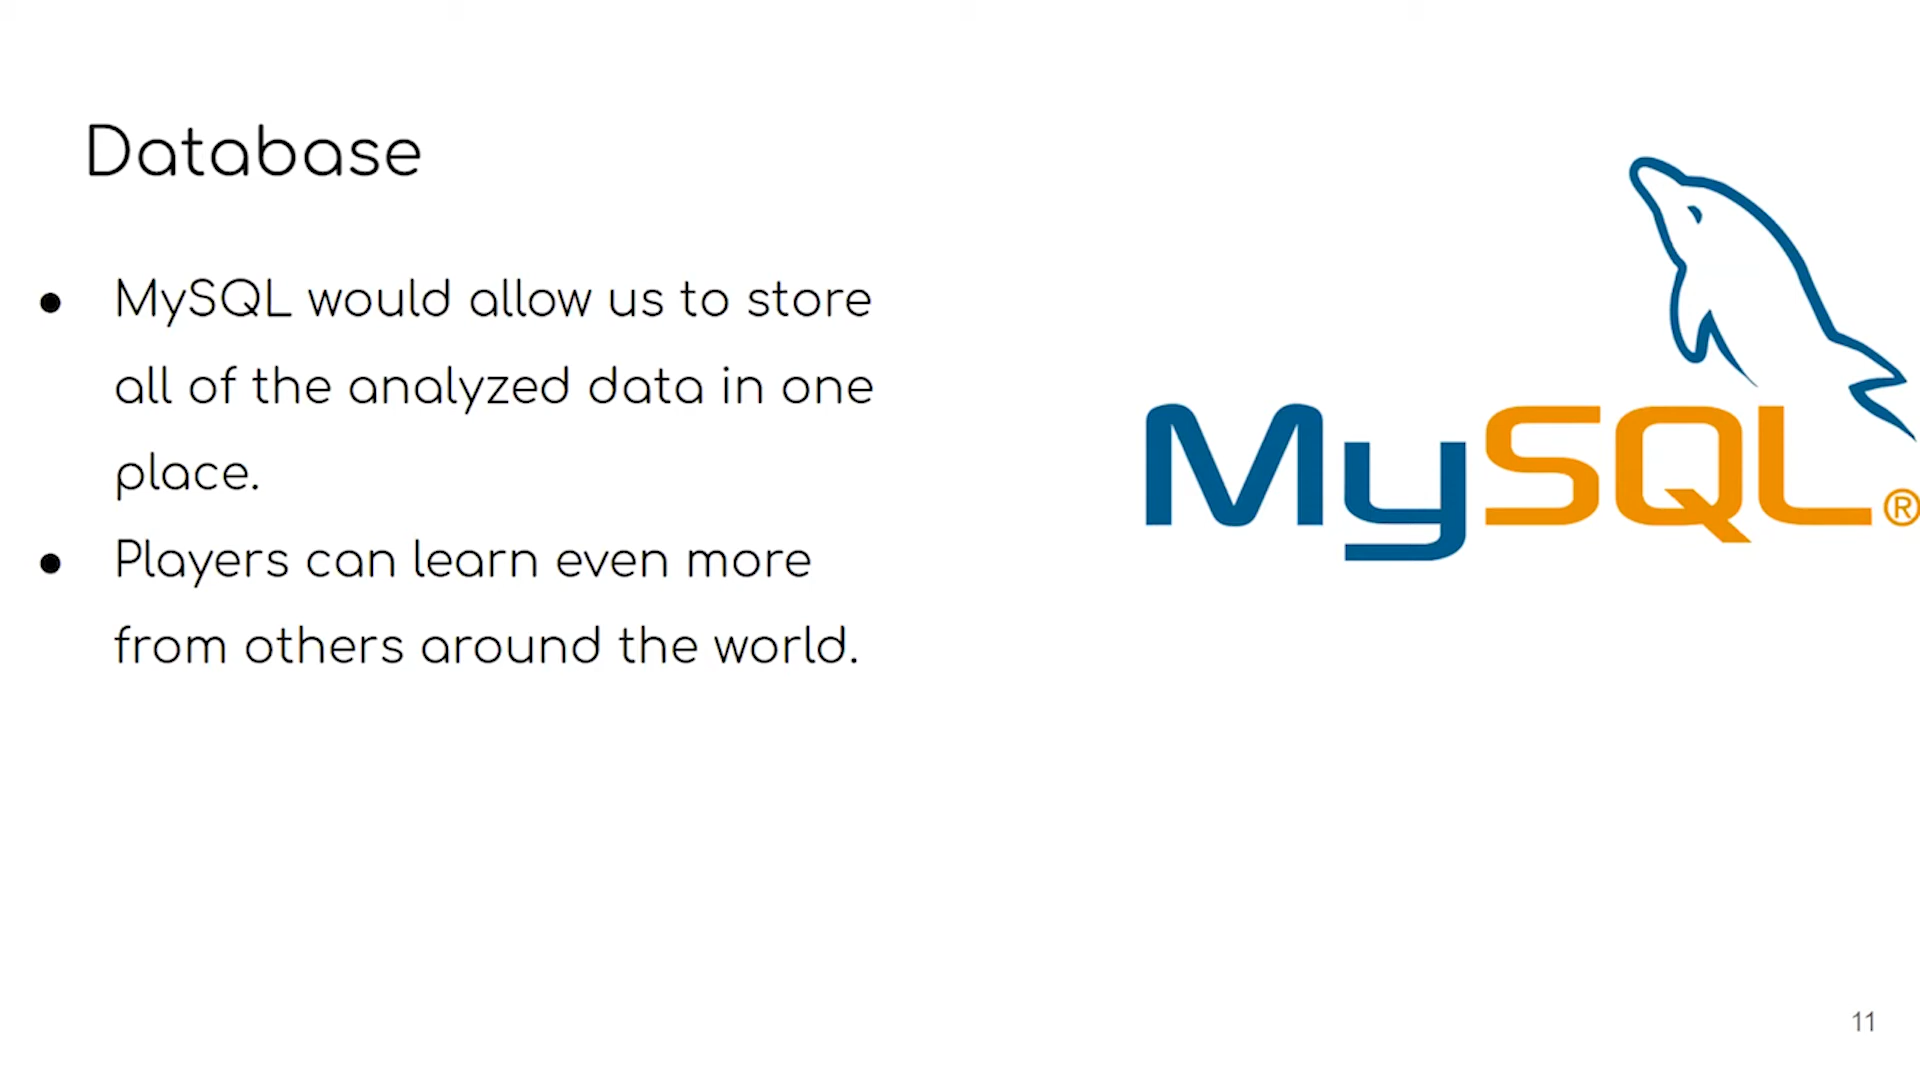 Database
● MySQL would allow us to store
all of the analyzed data in one
place.
● Players can learn even more
from others around the world.
MySQL®
11